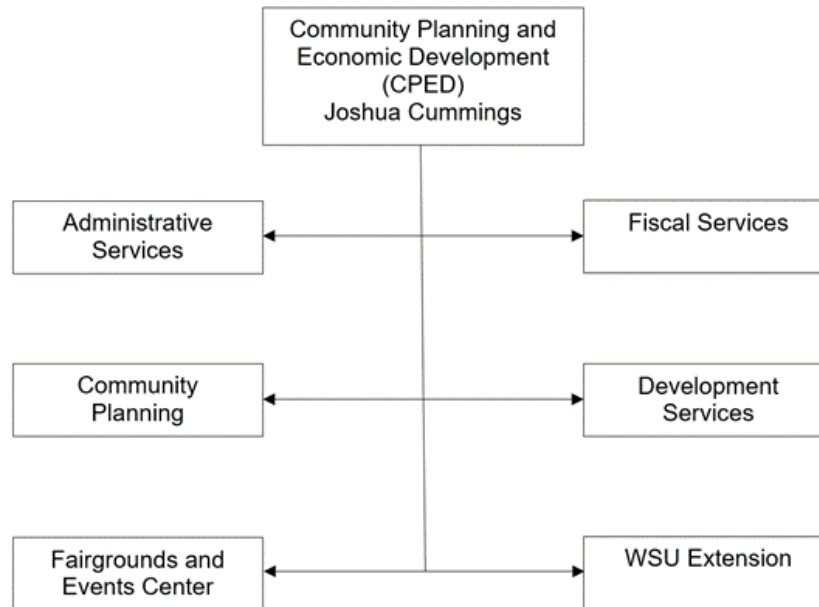 Community Planning and
Economic Development
(CPED)
Joshua Cummings
Administrative
Services
Fiscal Services
Community
Planning
Development
Services
Fairgrounds and
Events Center
WSU Extension